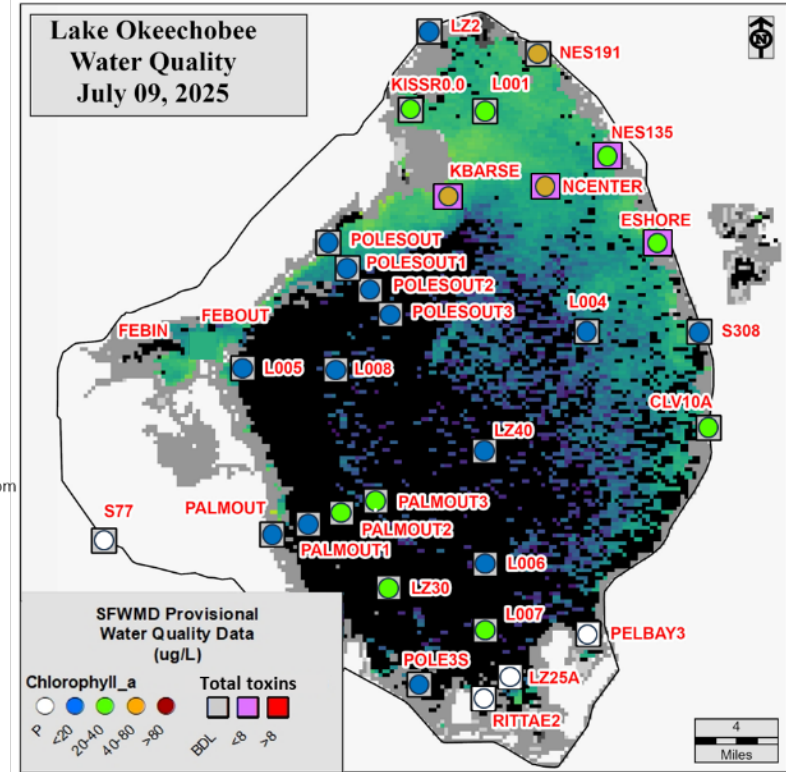 Lake Okeechobee
Water Quality
July 09, 2025
N
LZ2
NES191
KISSR0.0
L001
NES135
KBARSE
NCENTER
ESHORE
POLESOUT
POLESOUT1
POLESOUT2
POLESOUT3
L004
S308
FEBIN
FEBOUT
L005
L008
CLV10A
LZ40
om
S77
PALMOUT
PALMOUT3
PALMOUT2
PALMOUT1
L006
LZ30
L007
PELBAY3
POLE3S
LZ25A
RITTAE2
SFWMD Provisional
Water Quality Data
(ug/L)
Chlorophyll_a
P
<20
20-40
40-80
>80
Total toxins
BDL
<8
>8
4
Miles